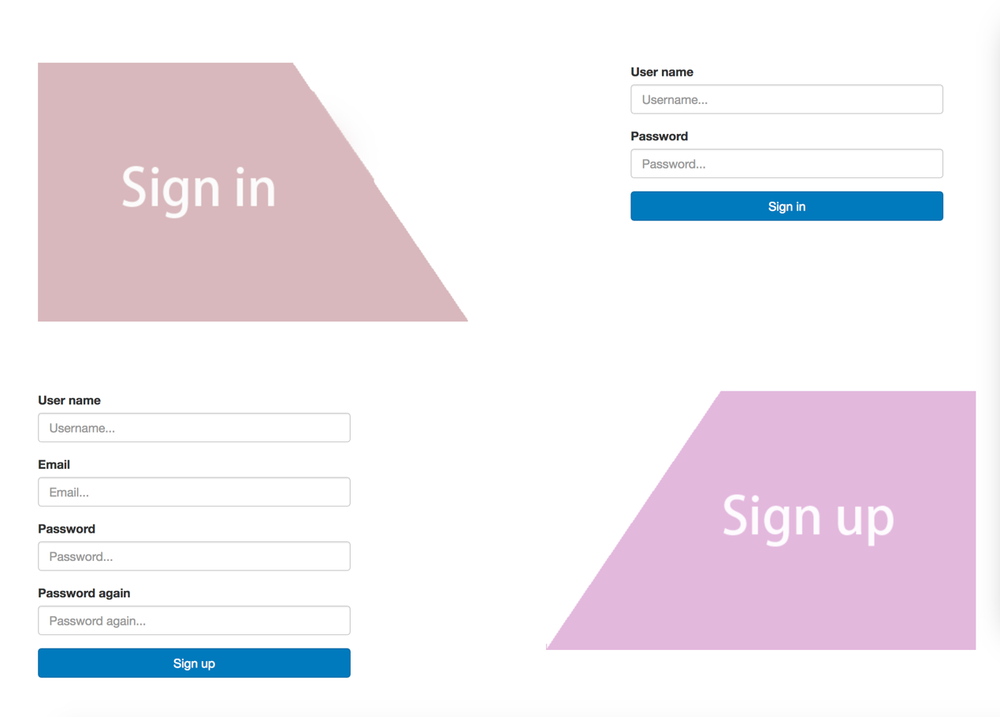 Sign in
User name
Username...
Password
Password...
Sign in
User name
Username...
Email
Email...
Password
Password...
Password again
Password again...
Sign up
Sign up